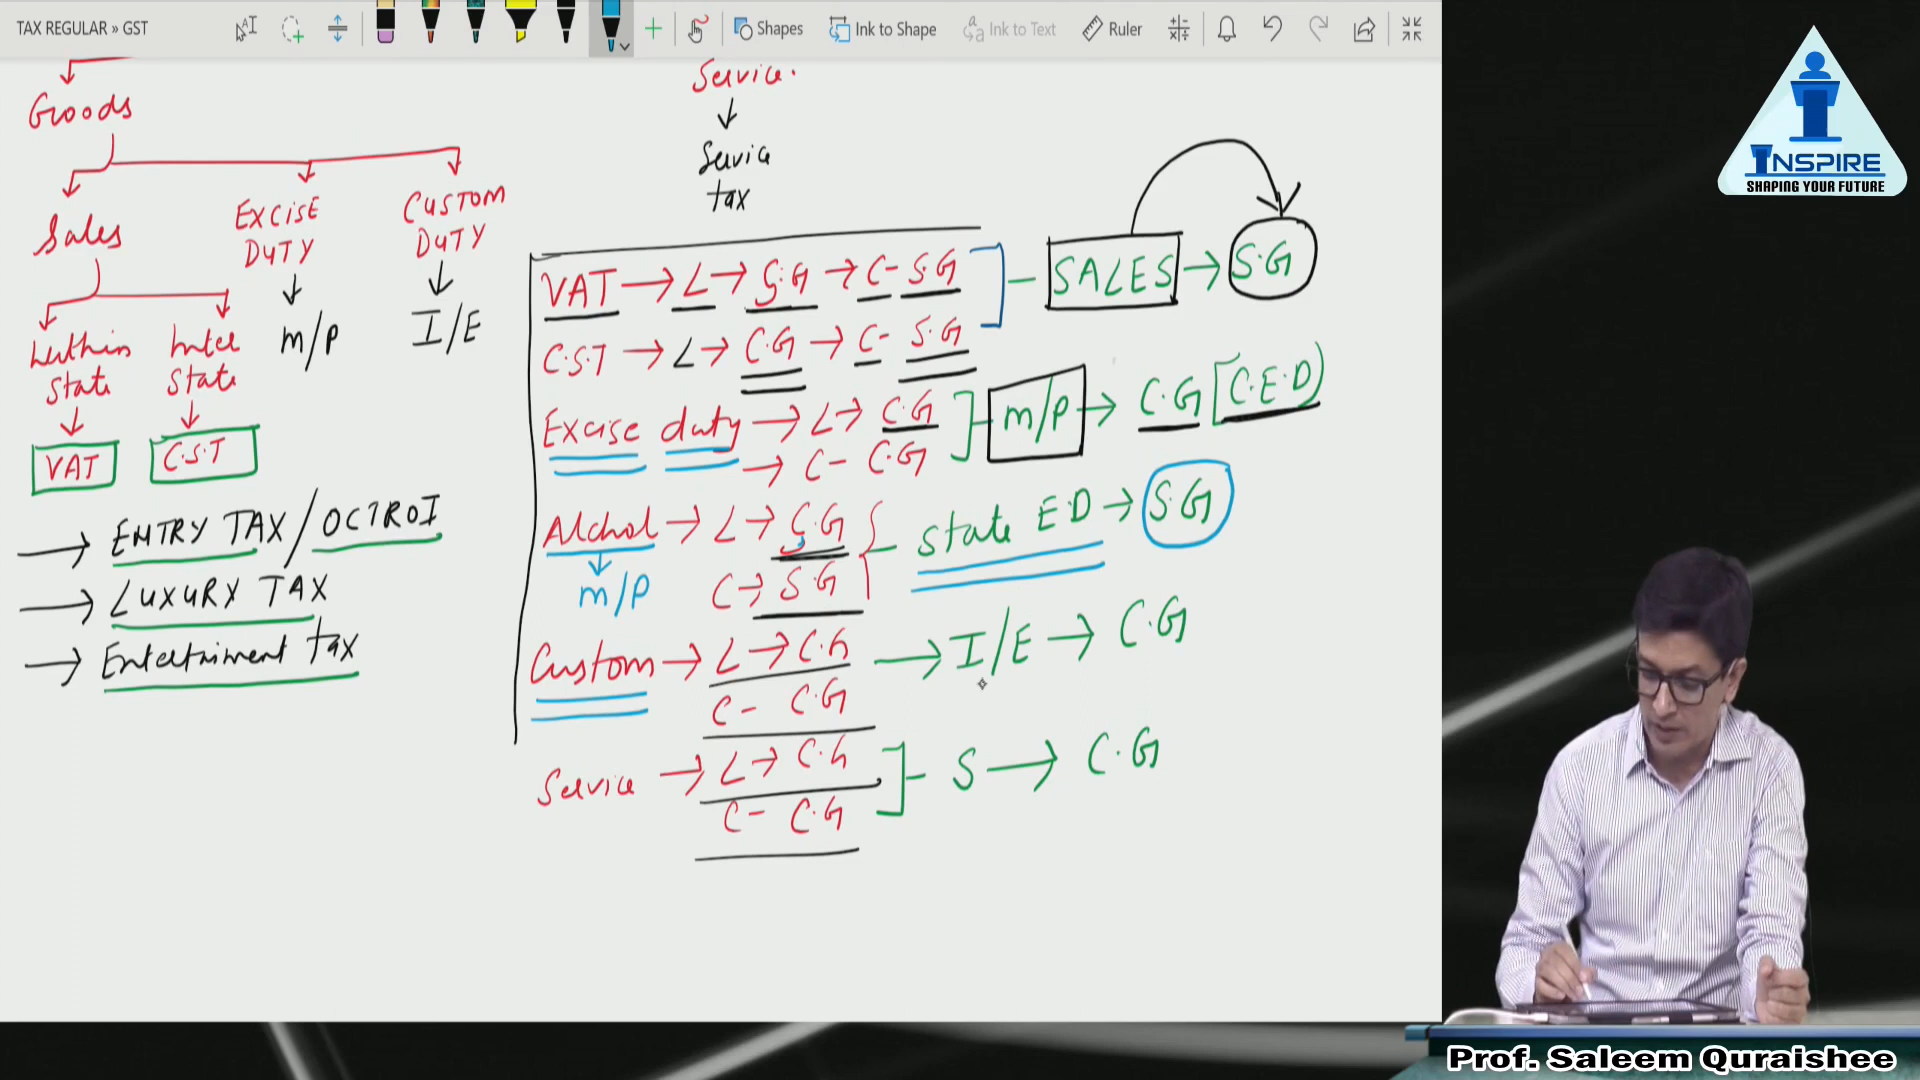 TAX REGULAR » GST
Shapes
Ink to Shape
Ink to Text
Ruler
INSPIRE
SHAPING YOUR FUTURE
Goods
Sales
EXCISE DUTY
CUSTOM DUTY
Within State
Inter State
m/p
I/E
VAT
C.S.T
→ ENTRY TAX/OCTROI
→ LUXURY TAX
→ Entertainment tax
Service.
Service
tax
VAT → L → S.G → C- S.G - SALES → S.G
C.S.T → L → C.G → C- S.G
Excise duty → L → C.G - m/p → C.G [C.E.D)
→ C- C.G
Alchol → L → S.G - state E.D → S.G
m/p C → S.G
Custom → L → C.G → I/E → C.G
C- C.G
Service → L → C.G - S → C.G
C- C.G
Prof. Saleem Quraishee